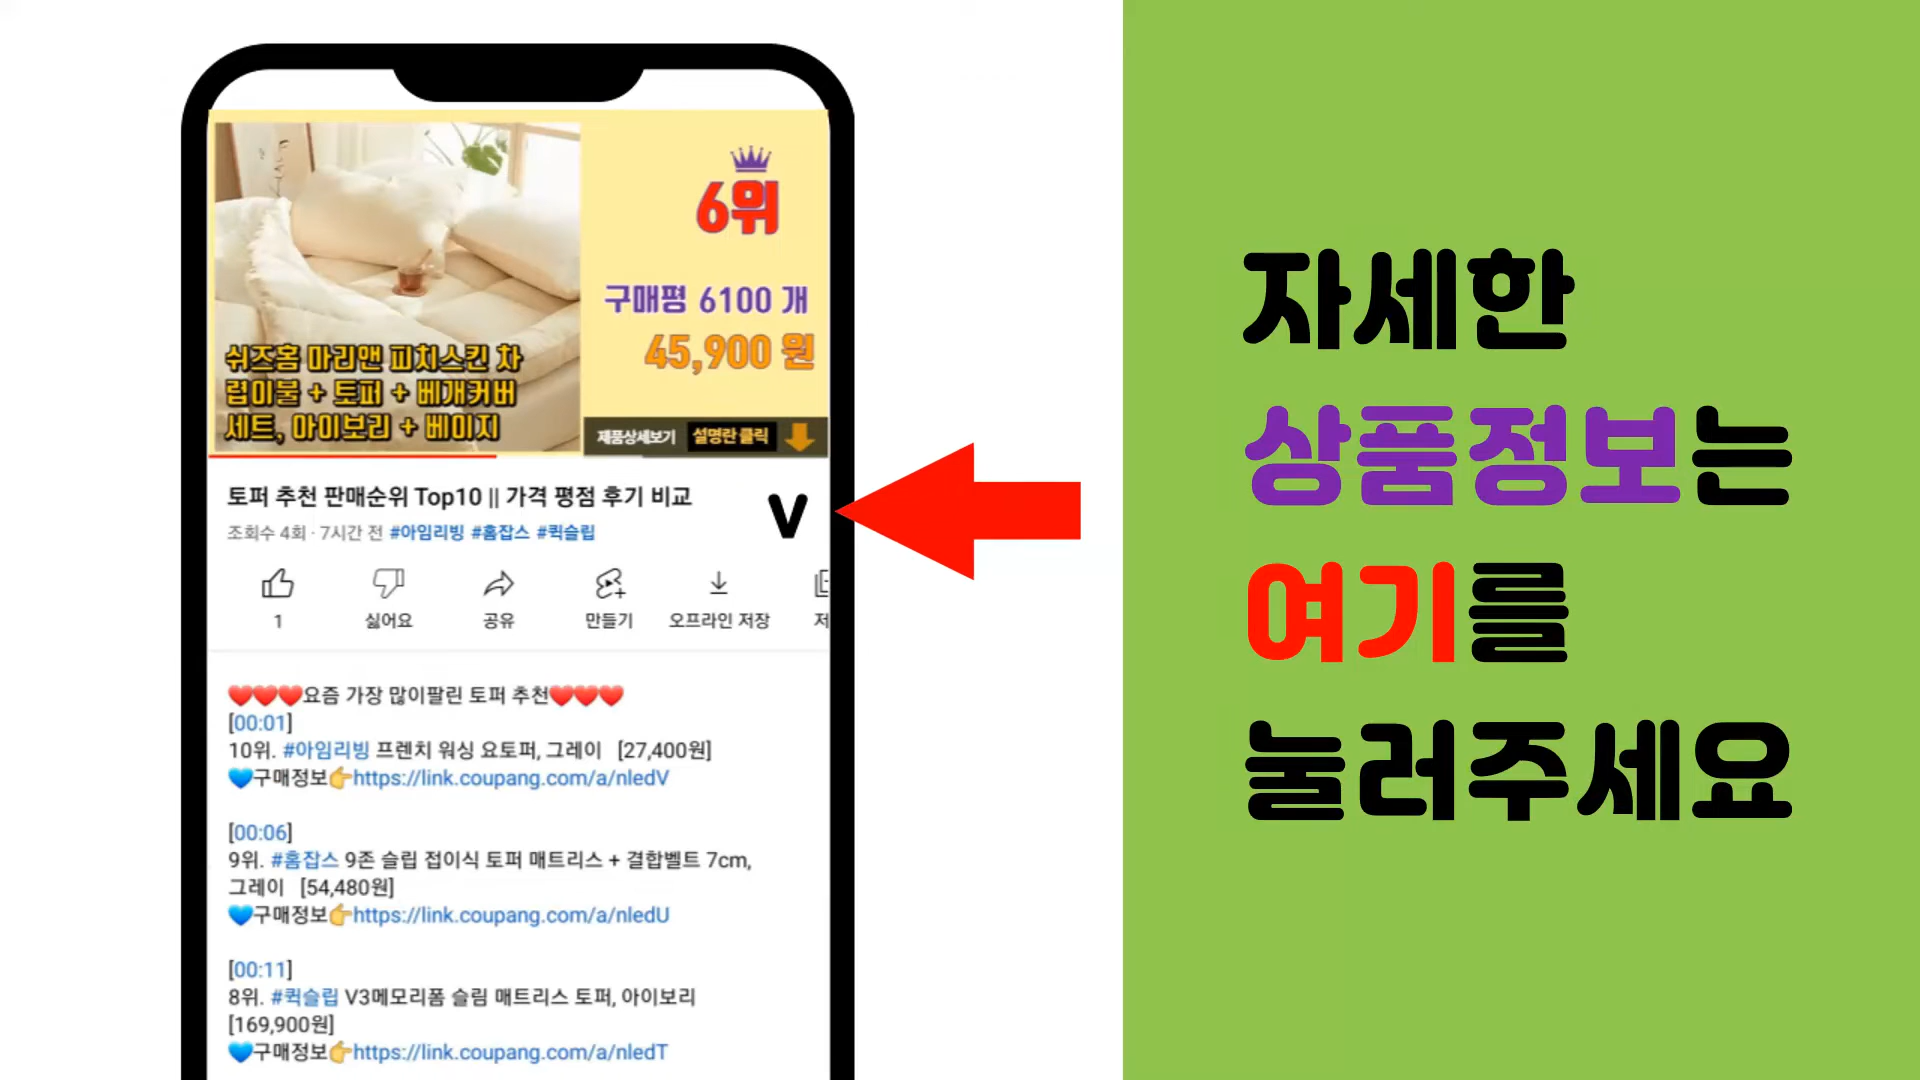 6위
구매평 6100 개
45,900 원
쉬즈홈 마리앤 피치스킨 차
렵이불 + 토퍼 + 베개커버
세트, 아이보리 + 베이지
제품상세보기 설명란 클릭
토퍼 추천 판매순위 Top10 || 가격 평점 후기 비교
V
조회수 4회 · 7시간 전 #아임리빙 #홈잡스 #퀵슬립
1 싫어요 공유 만들기 오프라인 저장 저
❤️❤️❤️요즘 가장 많이팔린 토퍼 추천❤️❤️❤️
[00:01]
10위. #아임리빙 프렌치 워싱 요토퍼, 그레이 [27,400원]
💙구매정보👉https://link.coupang.com/a/nledV
[00:06]
9위. #홈잡스 9존 슬립 접이식 토퍼 매트리스 + 결합벨트 7cm,
그레이 [54,480원]
💙구매정보👉https://link.coupang.com/a/nledU
[00:11]
8위. #퀵슬립 V3메모리폼 슬림 매트리스 토퍼, 아이보리
[169,900원]
💙구매정보👉https://link.coupang.com/a/nledT
자세한
상품정보는
여기를
눌러주세요